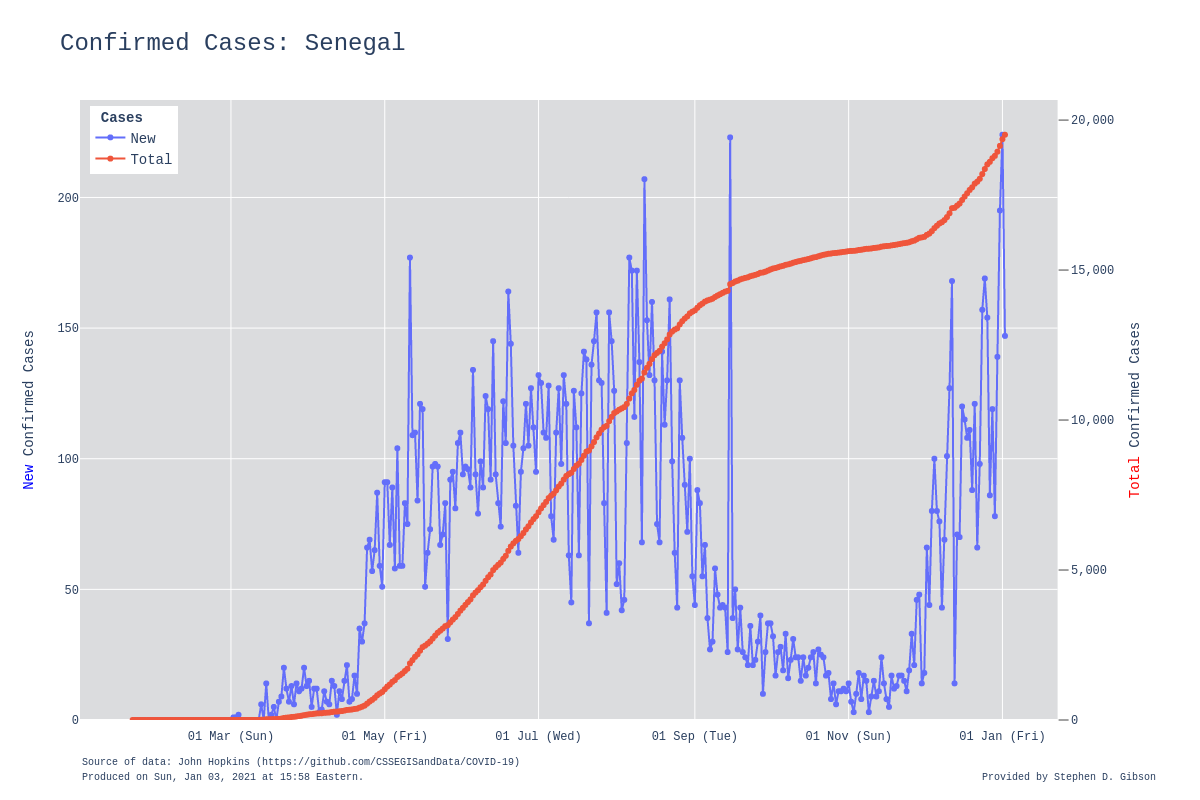 Confirmed Cases: Senegal
Cases
New
Total
200
150
100
50
0
20,000
15,000
10,000
5,000
0
New Confirmed Cases
Total Confirmed Cases
01 Mar (Sun)
01 May (Fri)
01 Jul (Wed)
01 Sep (Tue)
01 Nov (Sun)
01 Jan (Fri)
Source of data: John Hopkins (https://github.com/CSSEGISandData/COVID-19)
Produced on Sun, Jan 03, 2021 at 15:58 Eastern.
Provided by Stephen D. Gibson